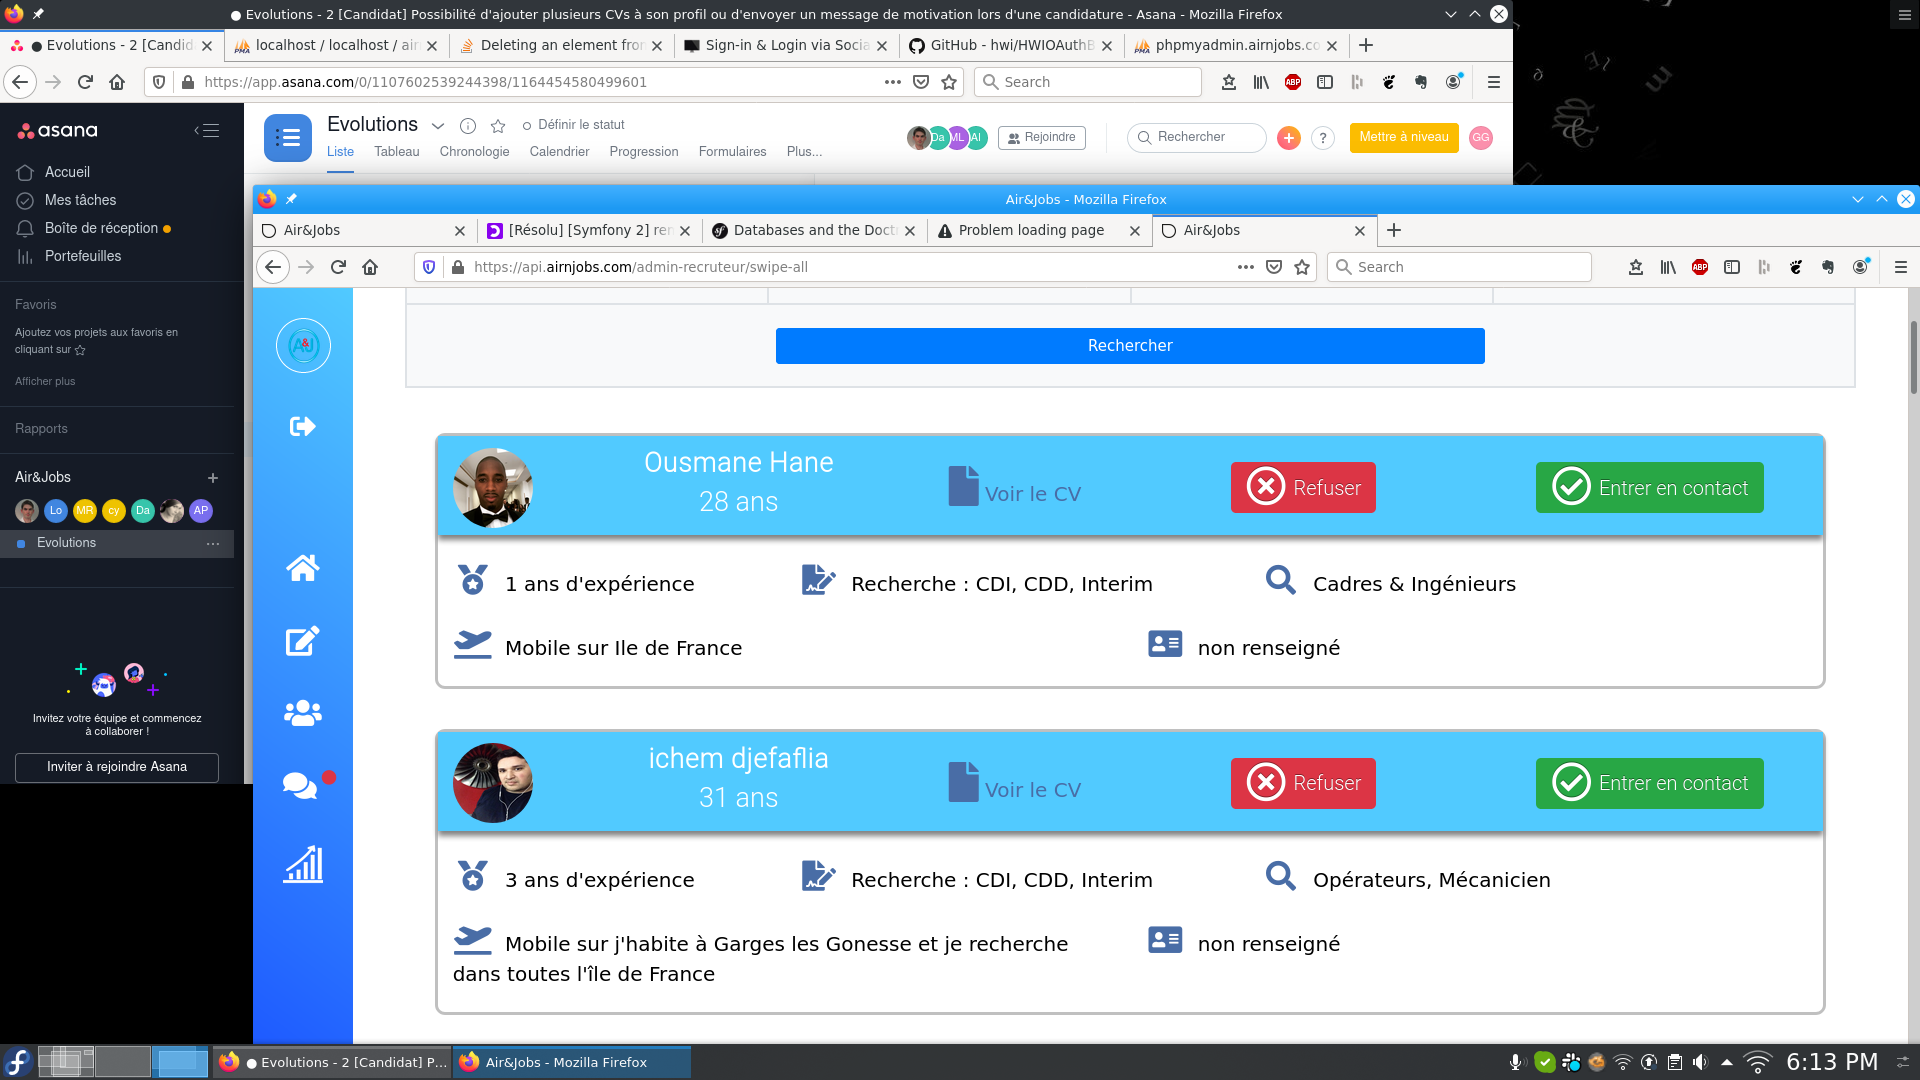 ● Evolutions - 2 [Candidat] Possibilité d'ajouter plusieurs CVs à son profil ou d'envoyer un message de motivation lors d'une candidature - Asana - Mozilla Firefox
● Evolutions - 2 [Candid
localhost / localhost / air
Deleting an element fron
Sign-in & Login via Socia
GitHub - hwi/HWIOAuthB
phpmyadmin.airnjobs.co
https://app.asana.com/0/1107602539244398/1164454580499601
Search
ABP
asana
Accueil
Mes tâches
Boîte de réception
Portefeuilles
Favoris
Ajoutez vos projets aux favoris en
cliquant sur
Afficher plus
Rapports
Air&Jobs
Lo MR cy Da AP
Evolutions
Invitez votre équipe et commencez
à collaborer !
Inviter à rejoindre Asana
Evolutions
Définir le statut
Liste Tableau Chronologie Calendrier Progression Formulaires Plus...
Da ML AI
Rejoindre
Rechercher
?
Mettre à niveau
GG
Air&Jobs - Mozilla Firefox
Air&Jobs
[Résolu] [Symfony 2] ren
Databases and the Doctr
Problem loading page
Air&Jobs
https://api.airnjobs.com/admin-recruteur/swipe-all
Search
ABP
A&J
Rechercher
Ousmane Hane
28 ans
Voir le CV
Refuser
Entrer en contact
1 ans d'expérience
Recherche : CDI, CDD, Interim
Cadres & Ingénieurs
Mobile sur Ile de France
non renseigné
ichem djefaflia
31 ans
Voir le CV
Refuser
Entrer en contact
3 ans d'expérience
Recherche : CDI, CDD, Interim
Opérateurs, Mécanicien
Mobile sur j'habite à Garges les Gonesse et je recherche
dans toutes l'île de France
non renseigné
● Evolutions - 2 [Candidat] P...
Air&Jobs - Mozilla Firefox
6:13 PM